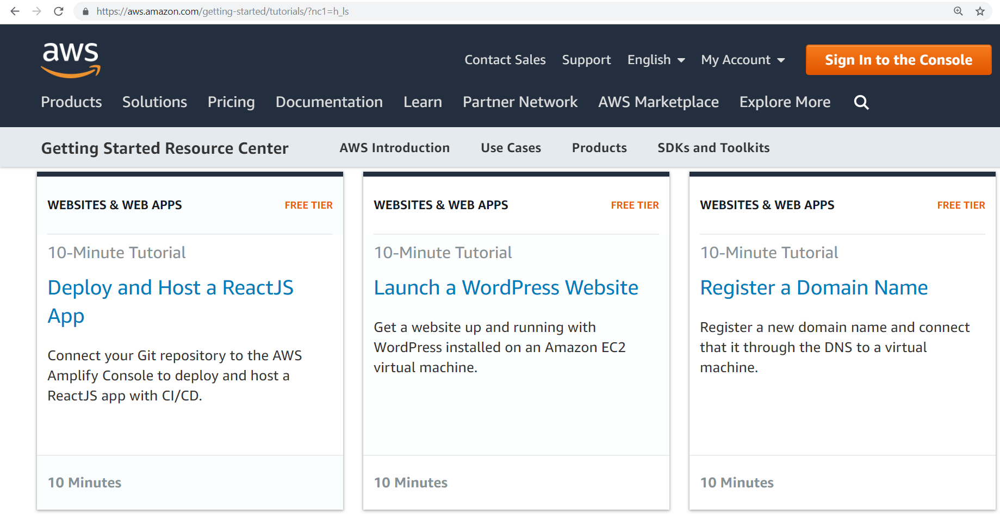 https://aws.amazon.com/getting-started/tutorials/?nc1=h_ls
aws
Contact Sales Support English My Account Sign In to the Console
Products Solutions Pricing Documentation Learn Partner Network AWS Marketplace Explore More
Getting Started Resource Center AWS Introduction Use Cases Products SDKs and Toolkits
WEBSITES & WEB APPS FREE TIER
10-Minute Tutorial
Deploy and Host a ReactJS
App
Connect your Git repository to the AWS
Amplify Console to deploy and host a
ReactJS app with CI/CD.
10 Minutes
WEBSITES & WEB APPS FREE TIER
10-Minute Tutorial
Launch a WordPress Website
Get a website up and running with
WordPress installed on an Amazon EC2
virtual machine.
10 Minutes
WEBSITES & WEB APPS FREE TIER
10-Minute Tutorial
Register a Domain Name
Register a new domain name and connect
that it through the DNS to a virtual
machine.
10 Minutes